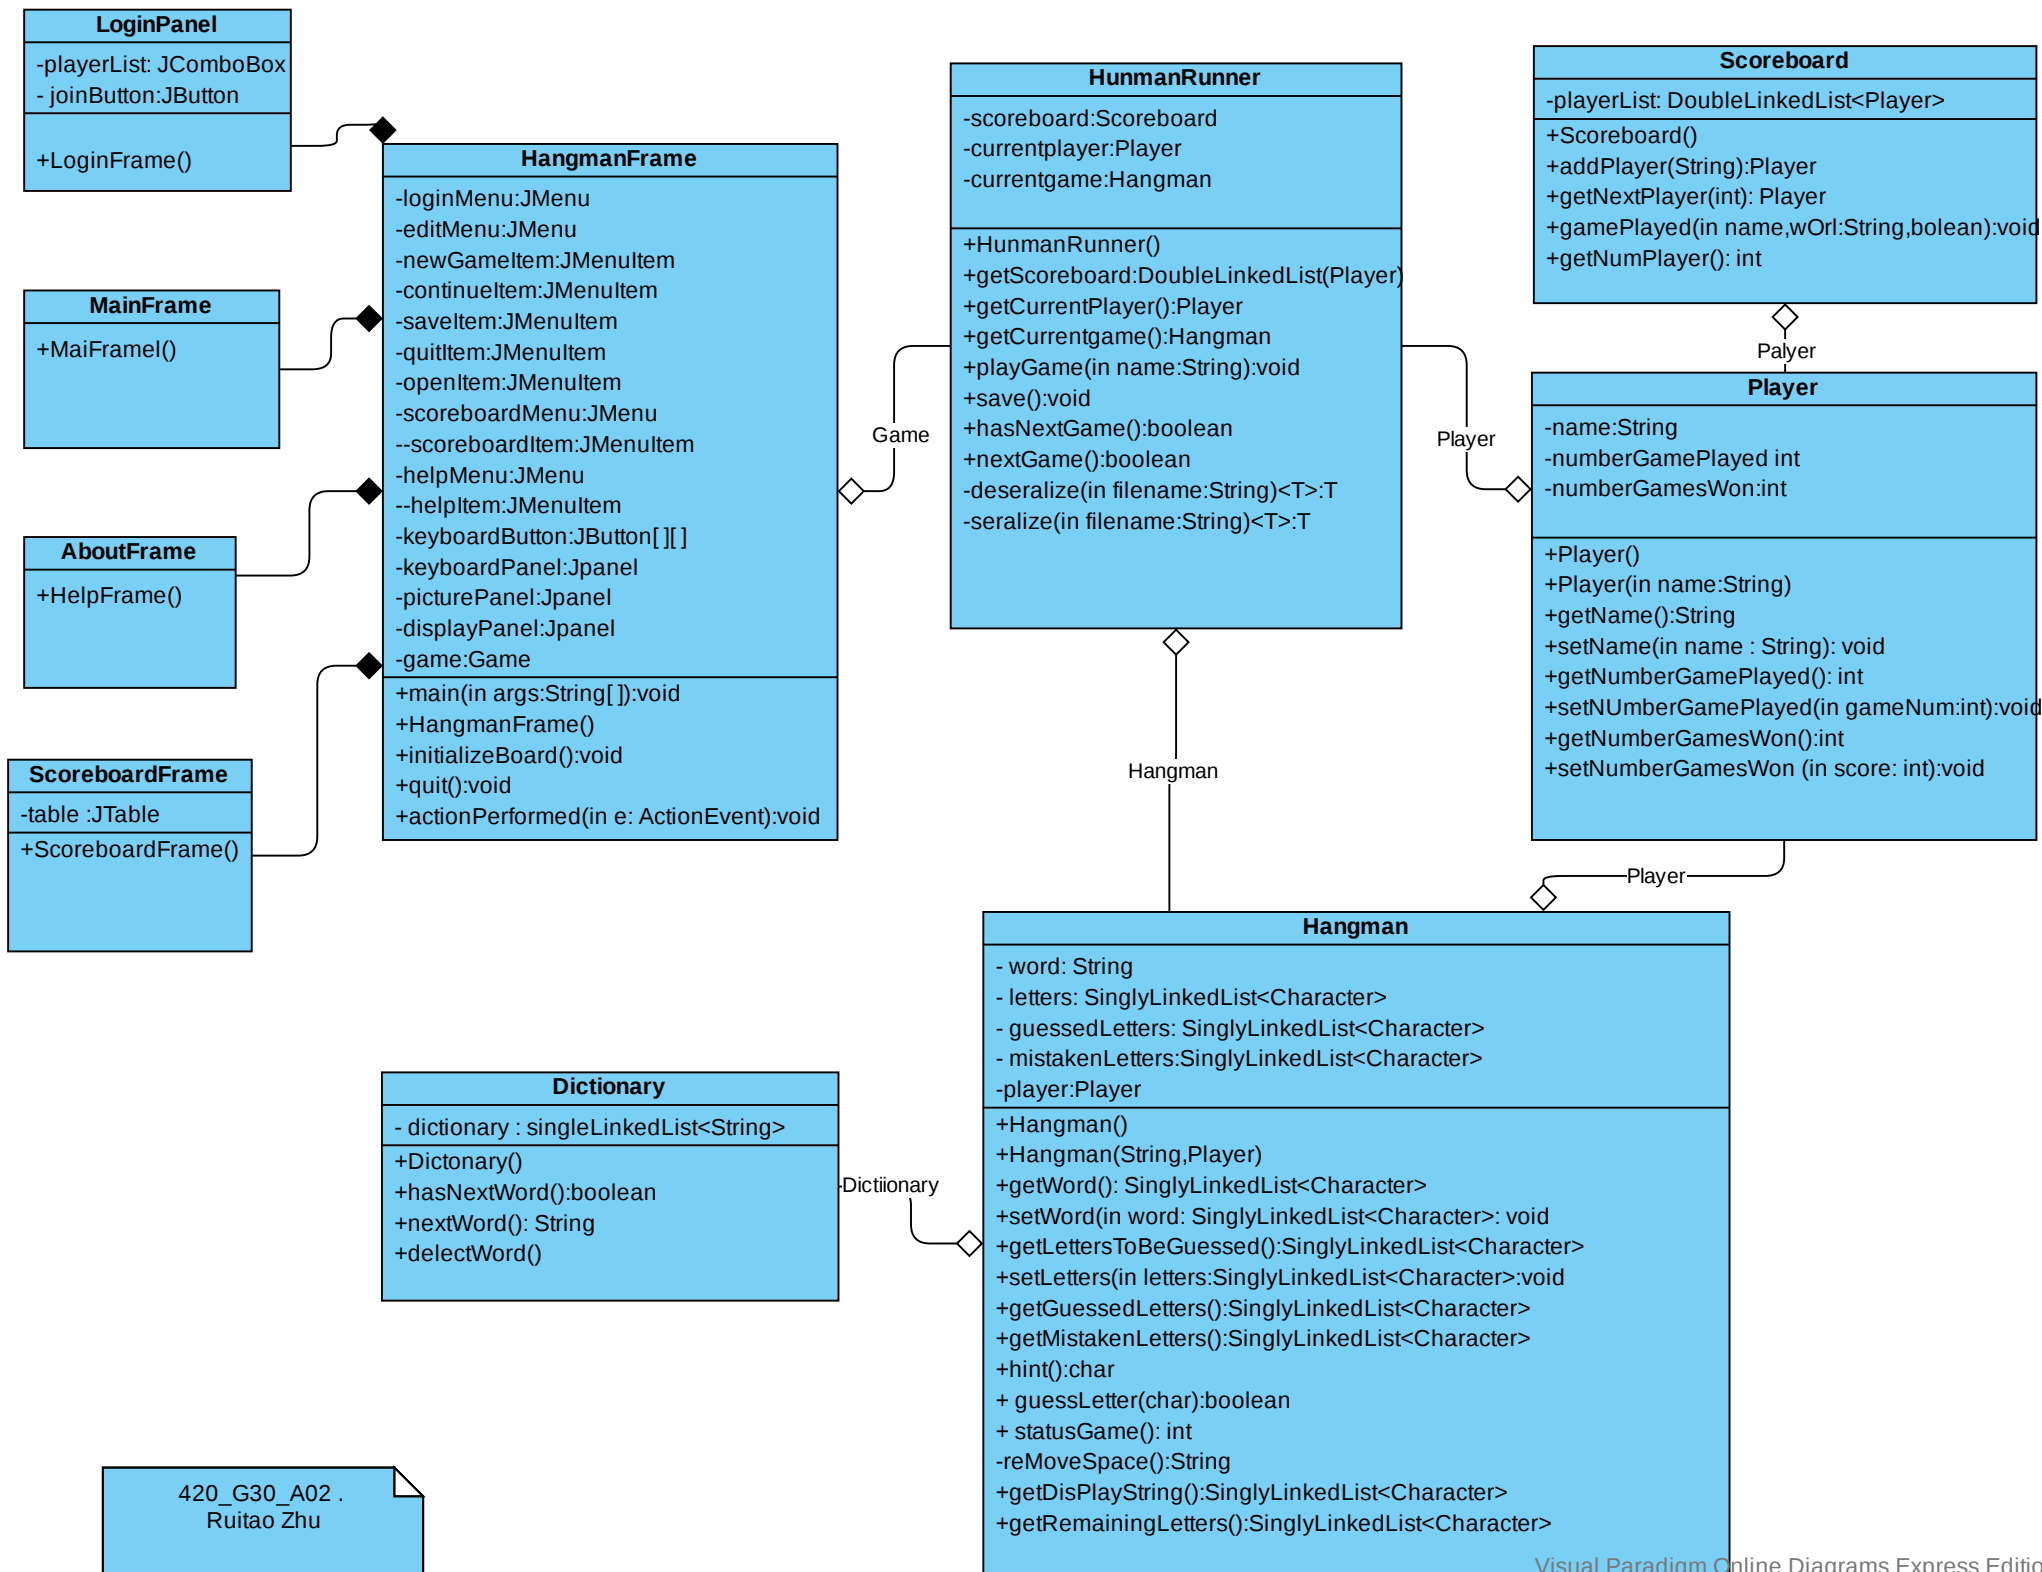 LoginPanel
-playerList: JComboBox
- joinButton:JButton
+LoginFrame()
MainFrame
+MaiFramel()
AboutFrame
+HelpFrame()
ScoreboardFrame
-table :JTable
+ScoreboardFrame()
HangmanFrame
-loginMenu:JMenu
-editMenu:JMenu
-newGameItem:JMenuItem
-continueItem:JMenuItem
-saveItem:JMenuItem
-quitItem:JMenuItem
-openItem:JMenuItem
-scoreboardMenu:JMenu
--scoreboardItem:JMenuItem
-helpMenu:JMenu
--helpItem:JMenuItem
-keyboardButton:JButton[ ][ ]
-keyboardPanel:Jpanel
-picturePanel:Jpanel
-displayPanel:Jpanel
-game:Game
+main(in args:String[ ]):void
+HangmanFrame()
+initializeBoard():void
+quit():void
+actionPerformed(in e: ActionEvent):void
Game
HunmanRunner
-scoreboard:Scoreboard
-currentplayer:Player
-currentgame:Hangman
+HunmanRunner()
+getScoreboard:DoubleLinkedList(Player)
+getCurrentPlayer():Player
+getCurrentgame():Hangman
+playGame(in name:String):void
+save():void
+hasNextGame():boolean
+nextGame():boolean
-deseralize(in filename:String)<T>:T
-seralize(in filename:String)<T>:T
Player
Hangman
Scoreboard
-playerList: DoubleLinkedList<Player>
+Scoreboard()
+addPlayer(String):Player
+getNextPlayer(int): Player
+gamePlayed(in name,wOrl:String,bolean):void
+getNumPlayer(): int
Palyer
Player
-name:String
-numberGamePlayed int
-numberGamesWon:int
+Player()
+Player(in name:String)
+getName():String
+setName(in name : String): void
+getNumberGamePlayed(): int
+setNUmberGamePlayed(in gameNum:int):void
+getNumberGamesWon():int
+setNumberGamesWon (in score: int):void
Player
Dictionary
- dictionary : singleLinkedList<String>
+Dictonary()
+hasNextWord():boolean
+nextWord(): String
+delectWord()
Dictiionary
Hangman
- word: String
- letters: SinglyLinkedList<Character>
- guessedLetters: SinglyLinkedList<Character>
- mistakenLetters:SinglyLinkedList<Character>
-player:Player
+Hangman()
+Hangman(String,Player)
+getWord(): SinglyLinkedList<Character>
+setWord(in word: SinglyLinkedList<Character>: void
+getLettersToBeGuessed():SinglyLinkedList<Character>
+setLetters(in letters:SinglyLinkedList<Character>:void
+getGuessedLetters():SinglyLinkedList<Character>
+getMistakenLetters():SinglyLinkedList<Character>
+hint():char
+ guessLetter(char):boolean
+ statusGame(): int
-reMoveSpace():String
+getDisPlayString():SinglyLinkedList<Character>
+getRemainingLetters():SinglyLinkedList<Character>
420_G30_A02 .
Ruitao Zhu
Visual Paradigm Online Diagrams Express Editio